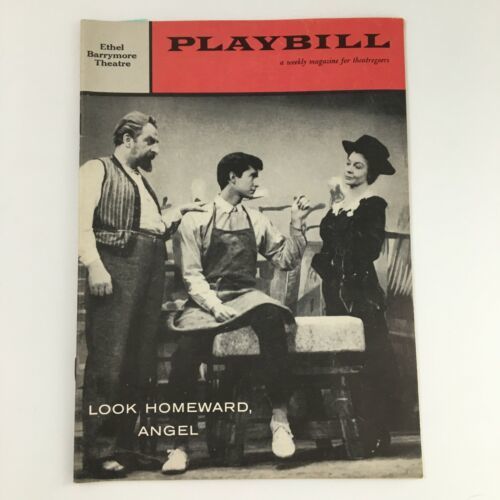 Ethel
Barrymore
Theatre
PLAYBILL
a weekly magazine for theatregoers
LOOK HOMEWARD,
ANGEL